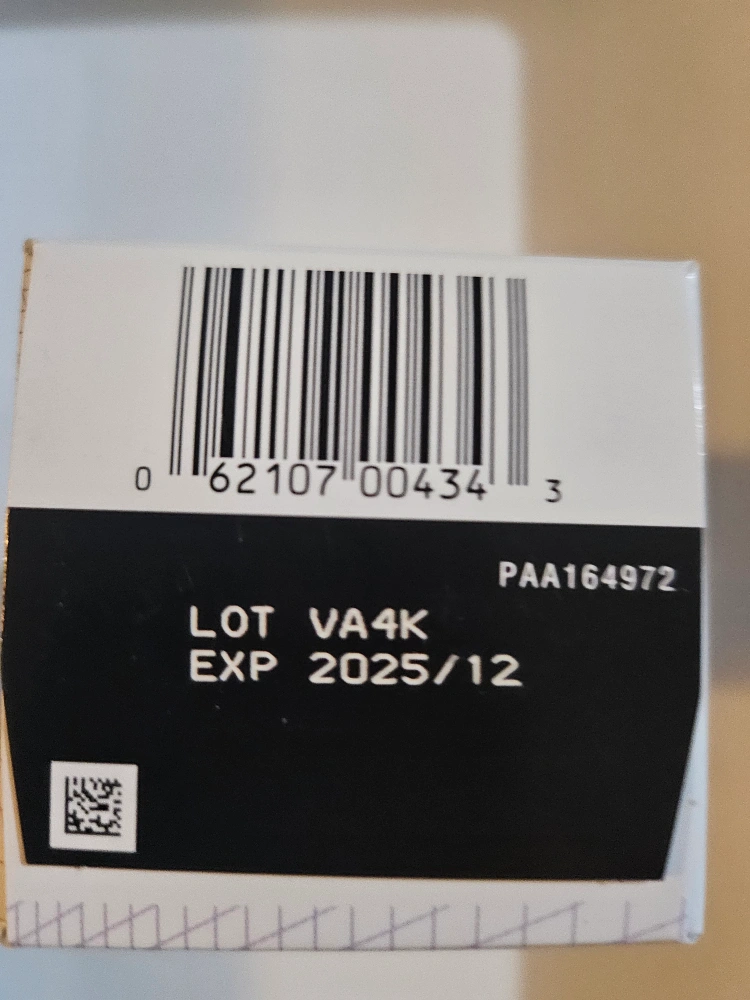 0 62107 00434 3
PAA164972
LOT VA4K
EXP 2025/12